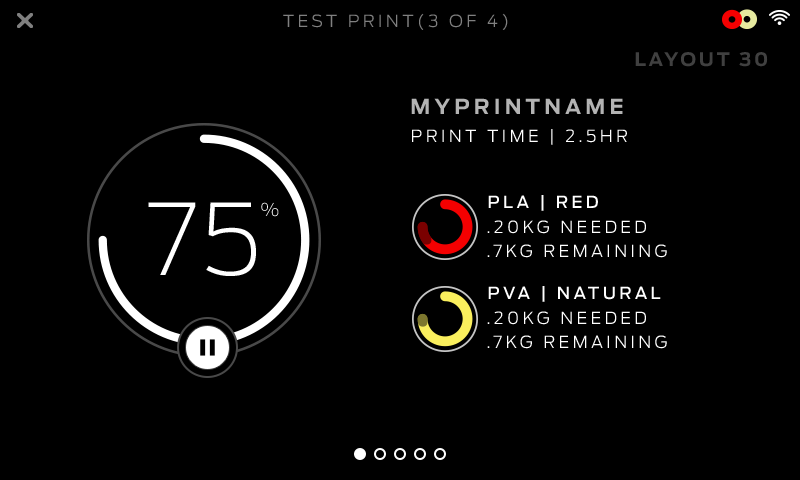 TEST PRINT(3 OF 4)
LAYOUT 30
MYPRINTNAME
PRINT TIME | 2.5HR
75%
PLA | RED
.20KG NEEDED
.7KG REMAINING
PVA | NATURAL
.20KG NEEDED
.7KG REMAINING